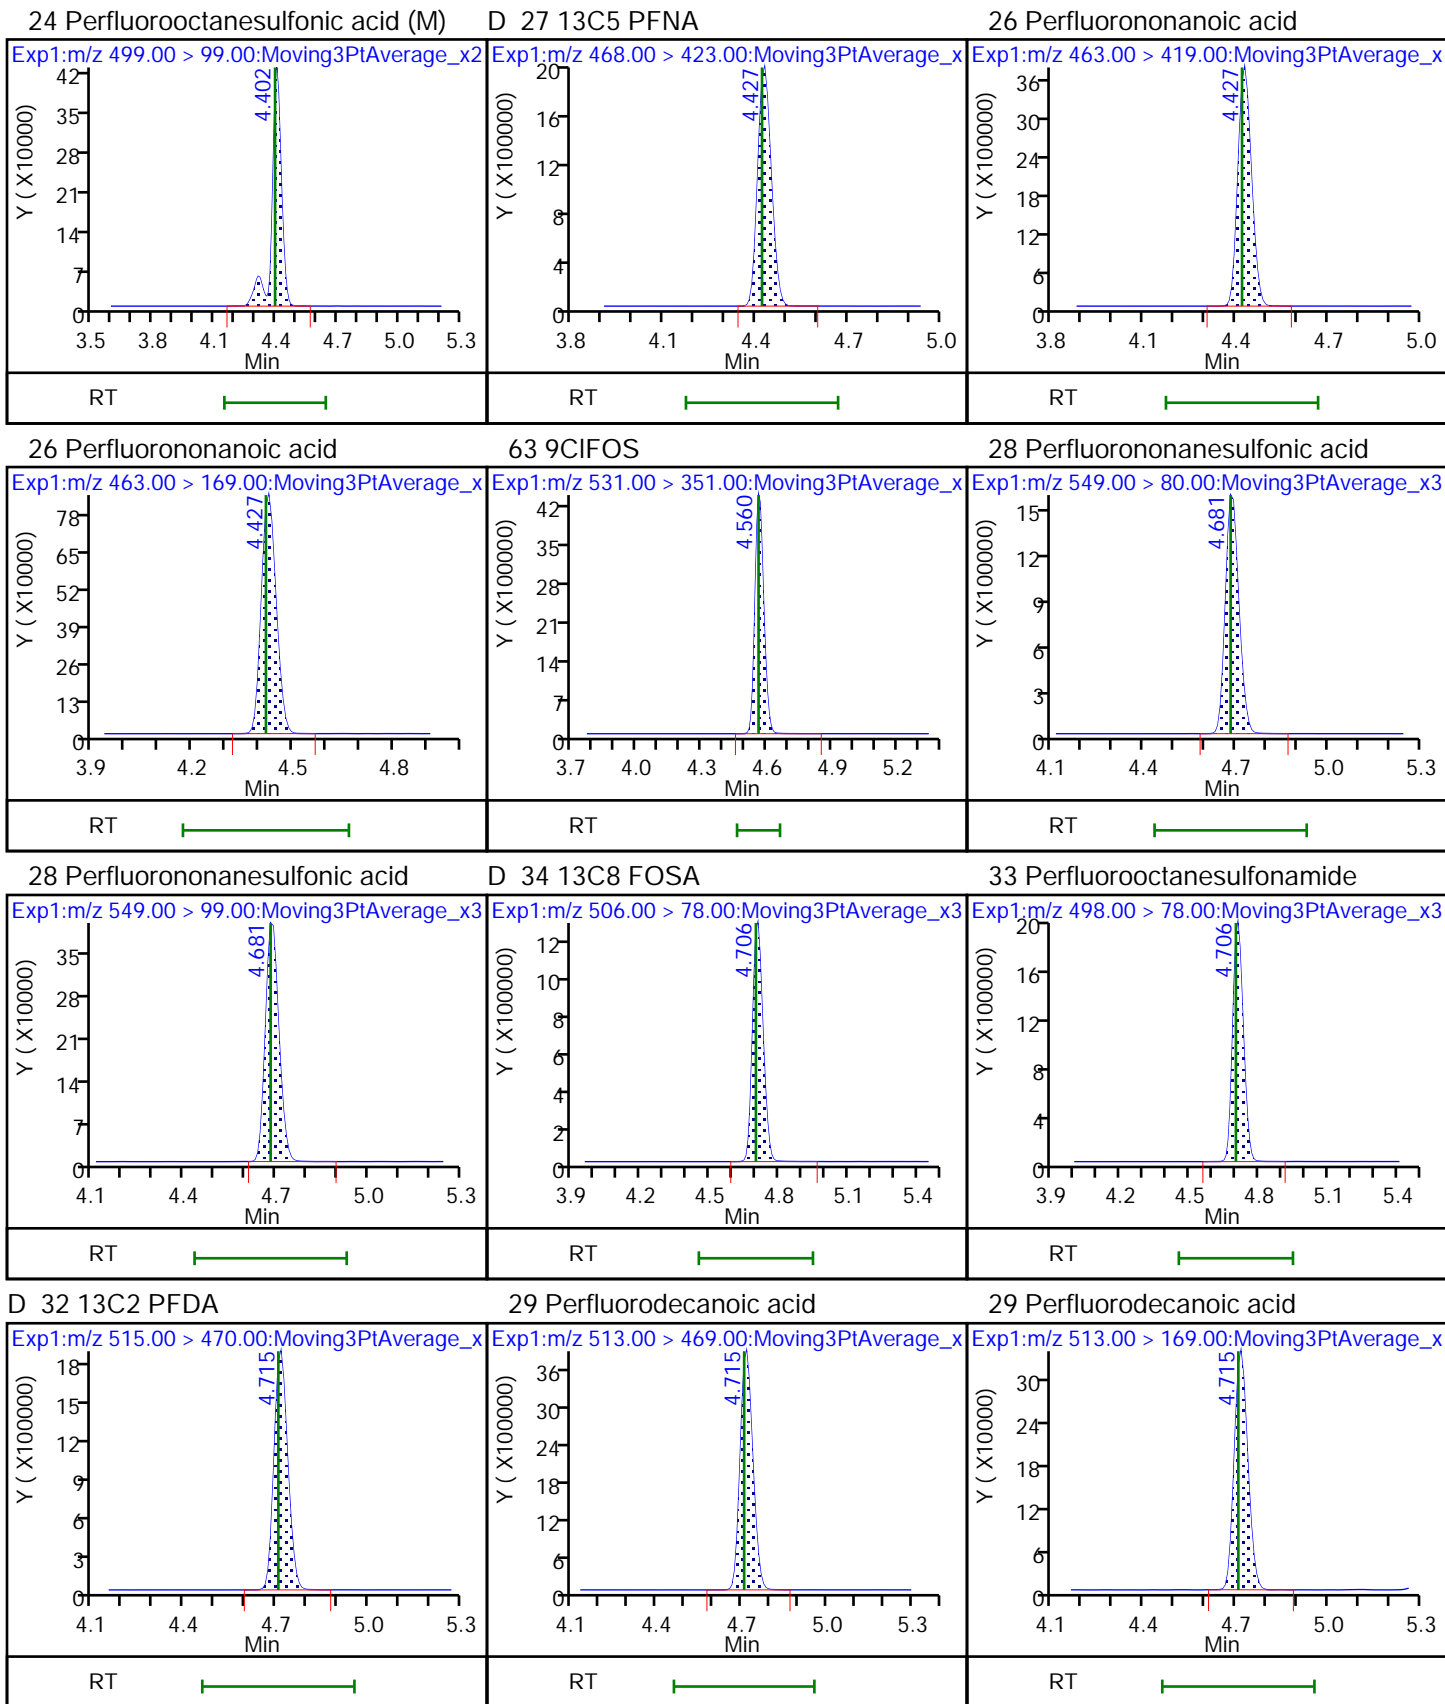 24 Perfluorooctanesulfonic acid (M)
Exp1:m/z 499.00 > 99.00:Moving3PtAverage_x2
Y ( X100000)
42
35
28
21
14
7
0
4.402
3.5 3.8 4.1 4.4 4.7 5.0 5.3
Min
RT
D 27 13C5 PFNA
Exp1:m/z 468.00 > 423.00:Moving3PtAverage_x
Y ( X100000)
20
16
12
8
4
0
4.427
3.8 4.1 4.4 4.7 5.0
Min
RT
26 Perfluorononanoic acid
Exp1:m/z 463.00 > 419.00:Moving3PtAverage_x
Y ( X100000)
36
30
24
18
12
6
0
4.427
3.8 4.1 4.4 4.7 5.0
Min
RT
26 Perfluorononanoic acid
Exp1:m/z 463.00 > 169.00:Moving3PtAverage_x
Y ( X10000)
78
65
52
39
26
13
0
4.427
3.9 4.2 4.5 4.8
Min
RT
63 9ClFOS
Exp1:m/z 531.00 > 351.00:Moving3PtAverage_x
Y ( X100000)
42
35
28
21
14
7
0
4.560
3.7 4.0 4.3 4.6 4.9 5.2
Min
RT
28 Perfluorononanesulfonic acid
Exp1:m/z 549.00 > 80.00:Moving3PtAverage_x3
Y ( X100000)
15
12
9
6
3
0
4.681
4.1 4.4 4.7 5.0 5.3
Min
RT
28 Perfluorononanesulfonic acid
Exp1:m/z 549.00 > 99.00:Moving3PtAverage_x3
Y ( X10000)
35
28
21
14
7
0
4.681
4.1 4.4 4.7 5.0 5.3
Min
RT
D 34 13C8 FOSA
Exp1:m/z 506.00 > 78.00:Moving3PtAverage_x3
Y ( X100000)
12
10
8
6
4
2
0
4.706
3.9 4.2 4.5 4.8 5.1 5.4
Min
RT
33 Perfluorooctanesulfonamide
Exp1:m/z 498.00 > 78.00:Moving3PtAverage_x3
Y ( X100000)
20
16
12
8
4
0
4.706
3.9 4.2 4.5 4.8 5.1 5.4
Min
RT
D 32 13C2 PFDA
Exp1:m/z 515.00 > 470.00:Moving3PtAverage_x
Y ( X100000)
18
15
12
9
6
3
0
4.715
4.1 4.4 4.7 5.0 5.3
Min
RT
29 Perfluorodecanoic acid
Exp1:m/z 513.00 > 469.00:Moving3PtAverage_x
Y ( X100000)
36
30
24
18
12
6
0
4.715
4.1 4.4 4.7 5.0 5.3
Min
RT
29 Perfluorodecanoic acid
Exp1:m/z 513.00 > 169.00:Moving3PtAverage_x
Y ( X10000)
30
24
18
12
6
0
4.715
4.1 4.4 4.7 5.0 5.3
Min
RT